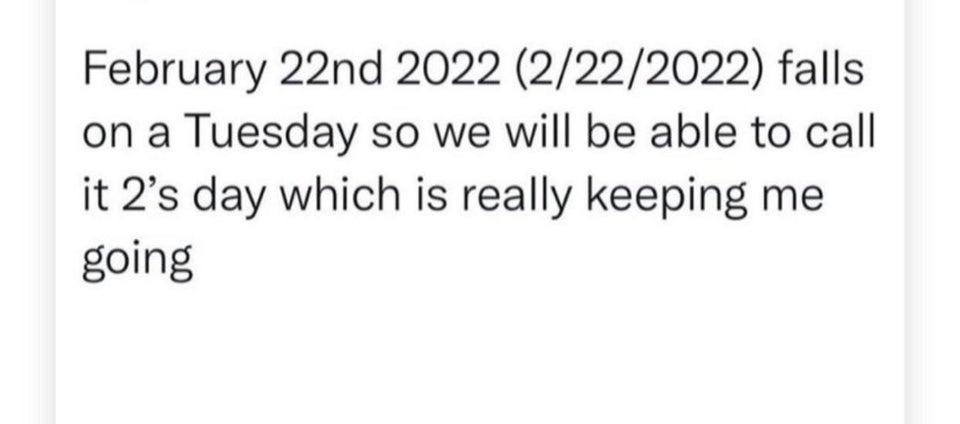 February 22nd 2022 (2/22/2022) falls
on a Tuesday so we will be able to call
it 2’s day which is really keeping me
going